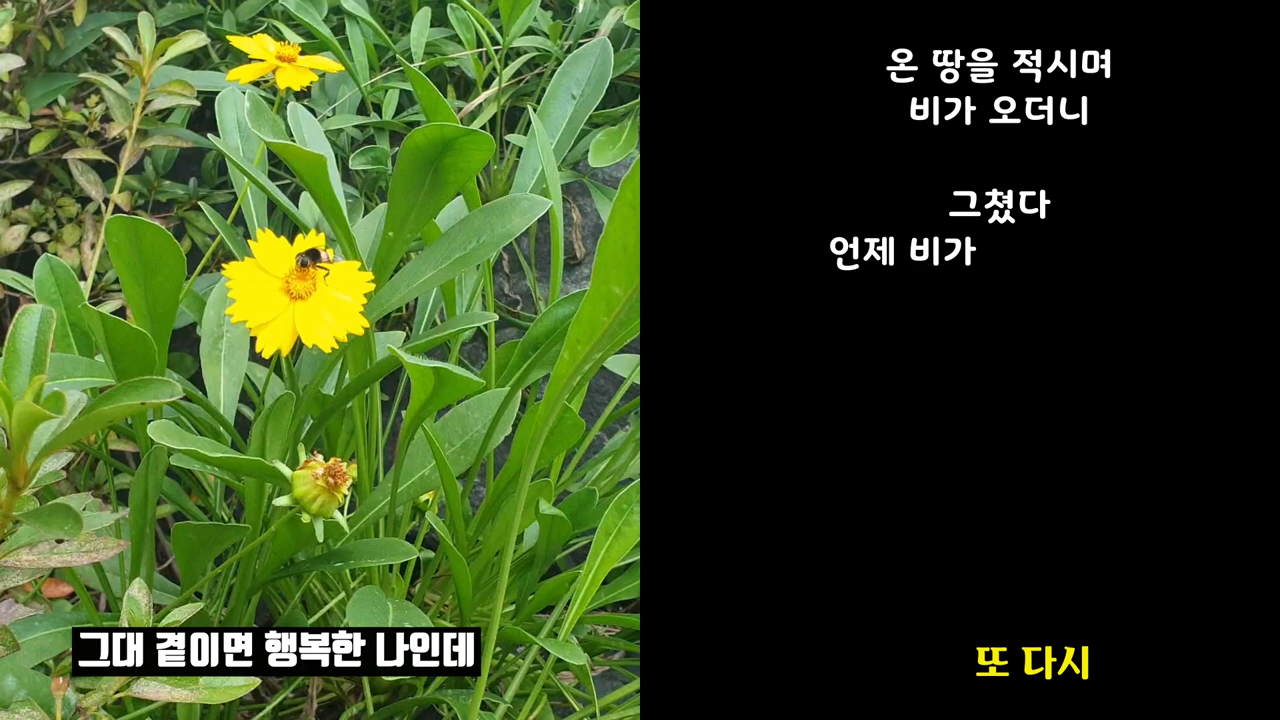 온 땅을 적시며
비가 오더니
그쳤다
언제 비가
그대 곁이면 행복한 나인데
또 다시